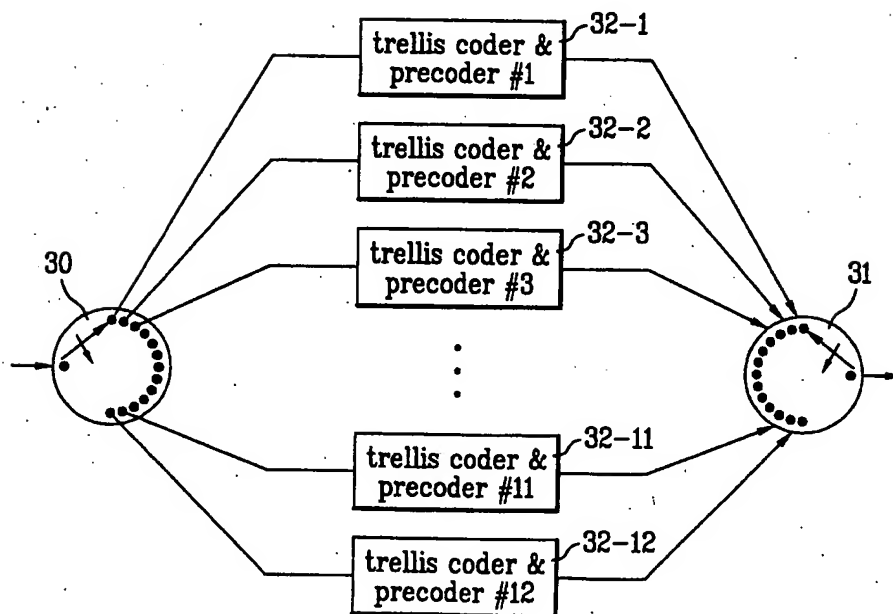 trellis coder &
precoder #1
32-1
trellis coder &
precoder #2
32-2
trellis coder &
precoder #3
32-3
30
31
trellis coder &
precoder #11
32-11
trellis coder &
precoder #12
32-12